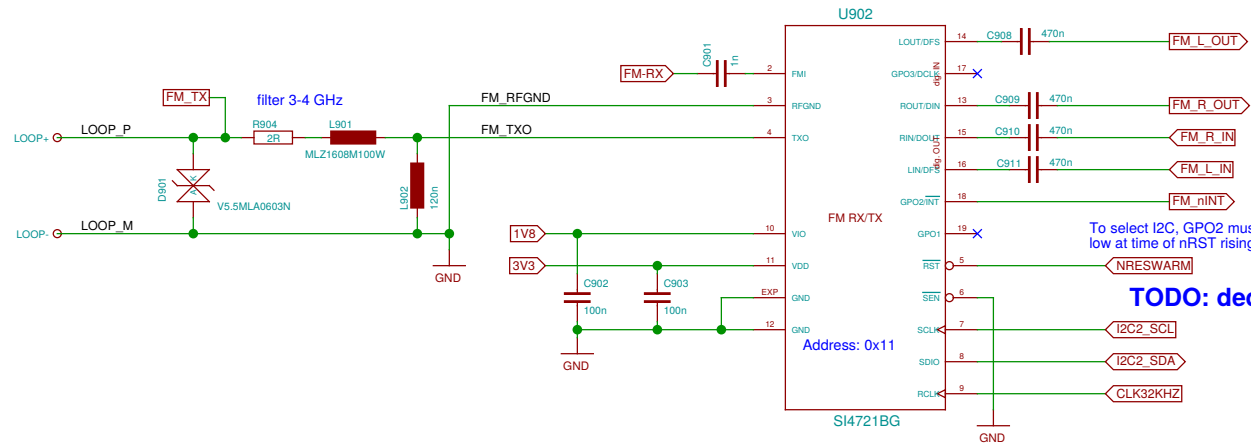 U902
C901
1n
FM-RX
2
FMI
FM_RFGND
3
RFGND
FM_TXO
4
TXO
FM_TX
filter 3-4 GHz
LOOP+
LOOP_P
R904
2R
L901
MLZ1608M100W
D901
A
K
V5.5MLA0603N
L902
120n
LOOP-
LOOP_M
GND
1V8
10
VIO
3V3
11
VDD
C902
100n
C903
100n
EXP
GND
12
GND
GND
FM RX/TX
Address: 0x11
SI4721BG
LOUT/DFS
14
C908
470n
FM_L_OUT
GPO3/DCLK
17
dig. IN
ROUT/DIN
13
C909
470n
FM_R_OUT
RIN/DOUT
15
C910
470n
FM_R_IN
dig. OUT
LIN/DFS
16
C911
470n
FM_L_IN
GPO2/INT
18
FM_nINT
GPO1
19
To select I2C, GPO2 mus
low at time of nRST rising
RST
5
NRESWARM
SEN
6
TODO: dec
SCLK
7
I2C2_SCL
SDIO
8
I2C2_SDA
RCLK
9
CLK32KHZ
GND